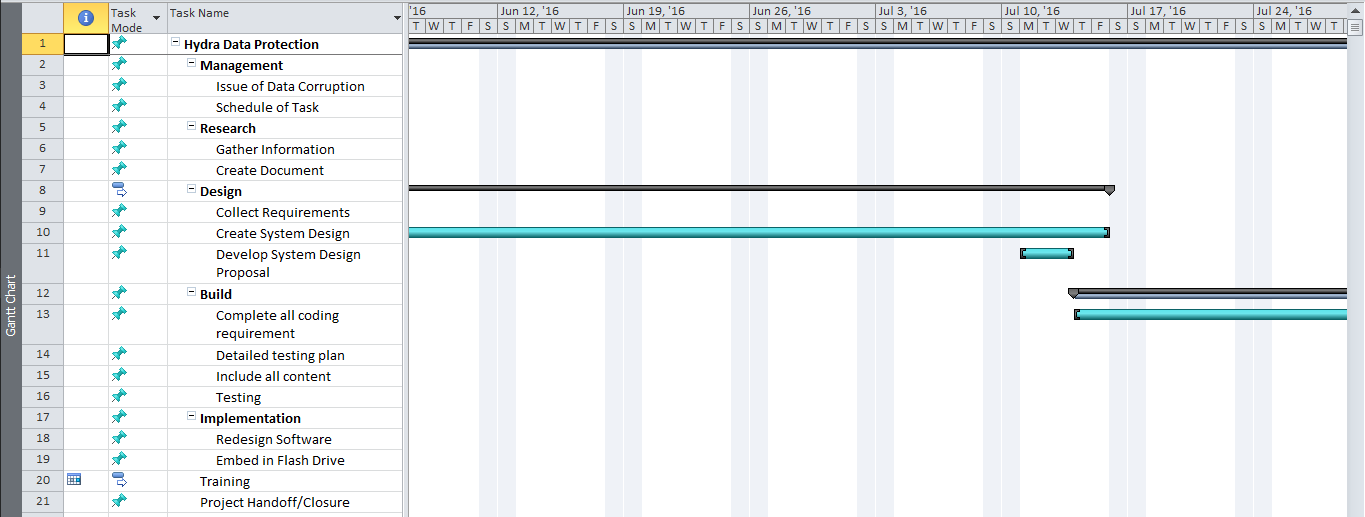 Task Mode
Task Name
'16 Jun 12, '16 Jun 19, '16 Jun 26, '16 Jul 3, '16 Jul 10, '16 Jul 17, '16 Jul 24, '16
T W T F S S M T W T F S S M T W T F S S M T W T F S S M T W T F S S M T W T F S S M T W T F S S M T W T
1 Hydra Data Protection
2 Management
3 Issue of Data Corruption
4 Schedule of Task
5 Research
6 Gather Information
7 Create Document
8 Design
9 Collect Requirements
10 Create System Design
11 Develop System Design
Proposal
12 Build
13 Complete all coding
requirement
14 Detailed testing plan
15 Include all content
16 Testing
17 Implementation
18 Redesign Software
19 Embed in Flash Drive
20 Training
21 Project Handoff/Closure
Gantt Chart